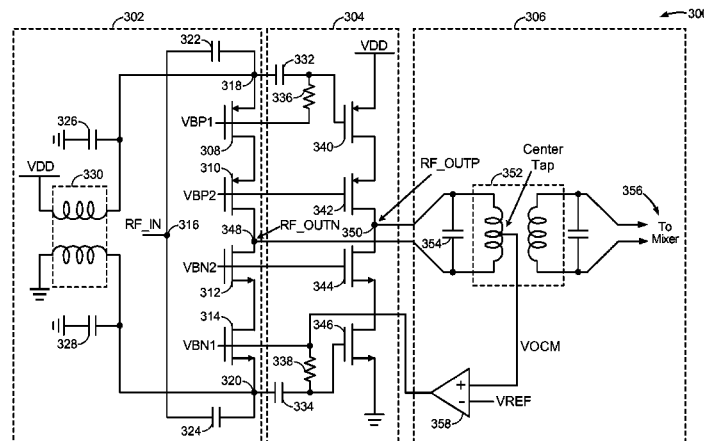 302
304
306
300
322
332
VDD
318
336
326
VBP1
308
340
Center
Tap
VDD
330
310
352
RF_OUTP
VBP2
342
356
RF_IN
316
348
RF_OUTN
350
354
To
Mixer
VBN2
312
344
314
346
328
VBN1
338
VOCM
320
334
324
+
-
VREF
358